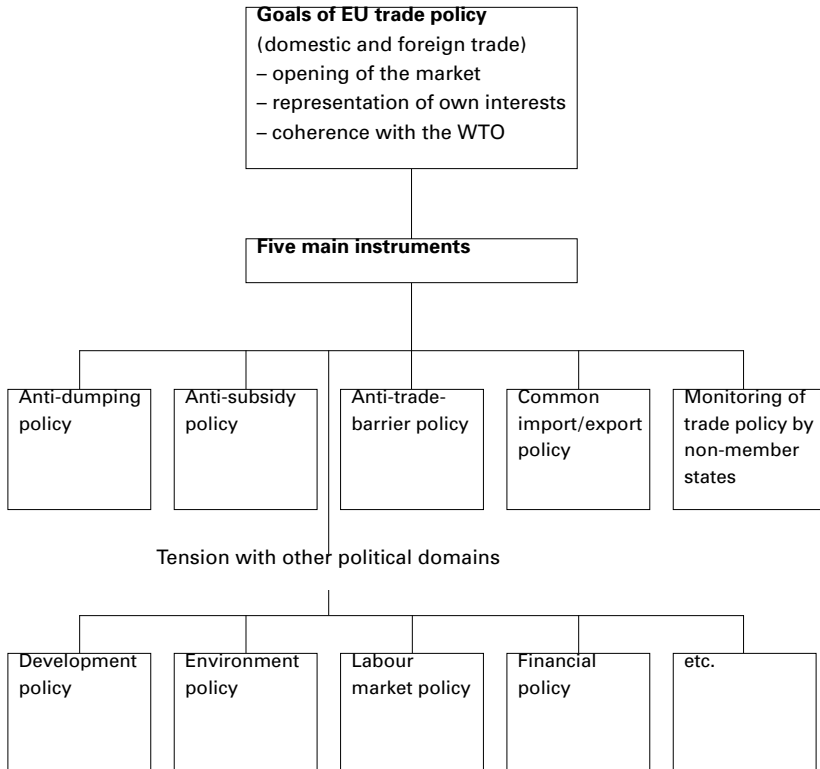 Goals of EU trade policy
(domestic and foreign trade)
– opening of the market
– representation of own interests
– coherence with the WTO
Five main instruments
Anti-dumping
policy
Anti-subsidy
policy
Anti-trade-
barrier policy
Common
import/export
policy
Monitoring of
trade policy by
non-member
states
Tension with other political domains
Development
policy
Environment
policy
Labour
market policy
Financial
policy
etc.